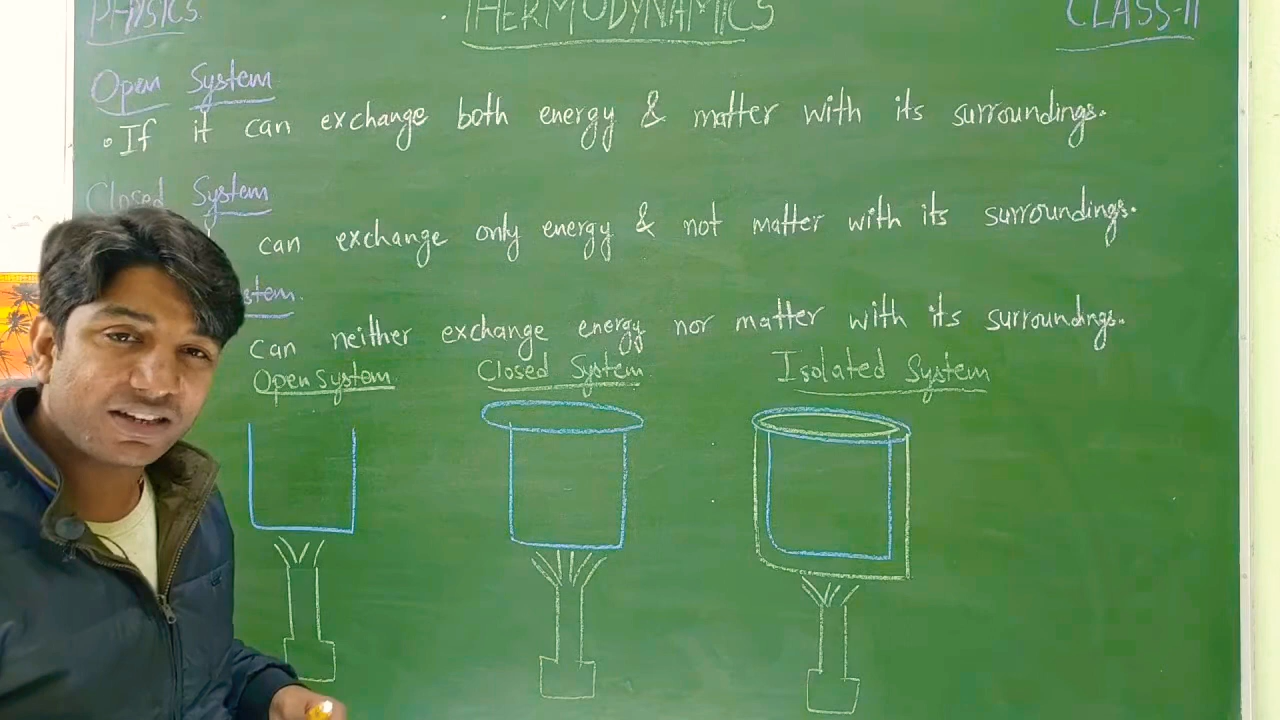 PHYSICS.
THERMODYNAMICS
CLASS-11
Open System
• If it can exchange both energy & matter with its surroundings.
Closed System
can exchange only energy & not matter with its surroundings.
stem.
can neither exchange energy nor matter with its surroundings.
Open System
Closed System
Isolated System